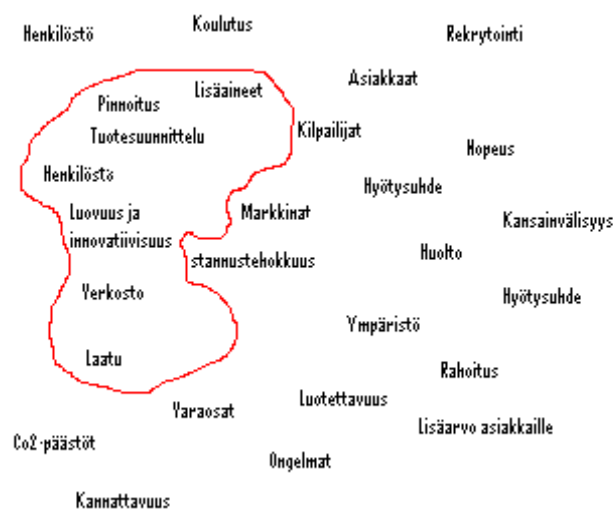 Koulutus
Henkilöstö
Rekrytointi
Asiakkaat
Lisäaineet
Pinnoitus
Kilpailijat
Tuotesuunnittelu
Nopeus
Henkilöstö
Hyötysuhde
Luovuus ja
innovatiivisuus
Markkinat
Kansainvälisyys
Huolto
stannustehokkuus
Verkosto
Hyötysuhde
Ympäristö
Laatu
Rahoitus
Luotettavuus
Varaosat
Lisäarvo asiakkaille
Co2-päästöt
Ongelmat
Kannattavuus